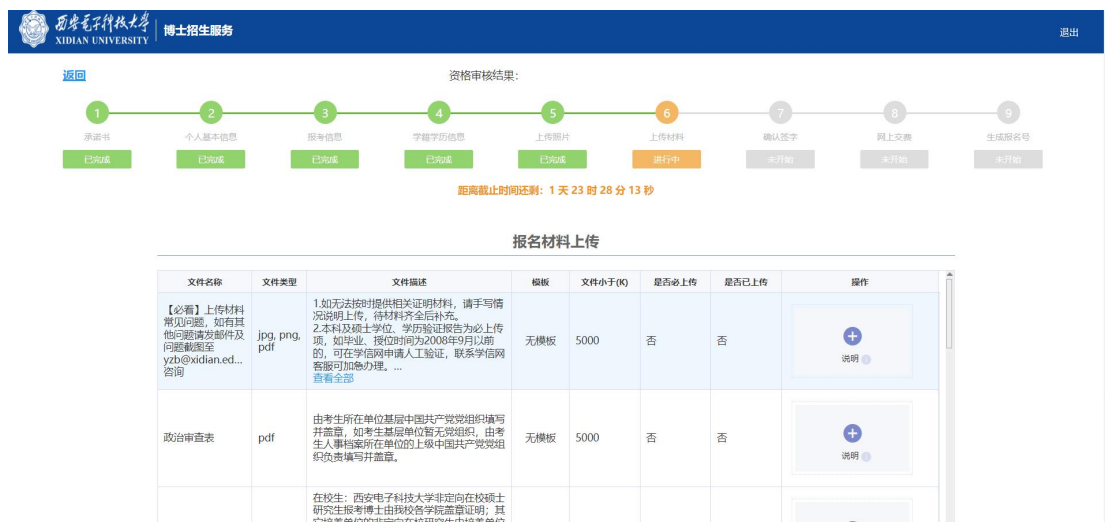 西安电子科技大学
XIDIAN UNIVERSITY
博士招生服务
退出
返回
资格审核结果：
1
2
3
4
5
6
7
8
9
承诺书
个人基本信息
报考信息
学籍学历信息
上传照片
上传材料
确认签字
网上交费
生成报名号
已完成
已完成
已完成
已完成
已完成
进行中
未开始
未开始
未开始
距离截止时间还剩：1 天 23 时 28 分 13 秒
报名材料上传
文件名称
文件类型
文件描述
模板
文件小于(K)
是否必上传
是否已上传
操作
【必看】上传材料
常见问题，如有其
他问题请发邮件及
问题截图至
yzb@xidian.ed...
咨询
jpg, png,
pdf
1.如无法按时提供相关证明材料，请手写情
况说明上传，待材料齐全后补充。
2.本科及硕士学位、学历验证报告为必上传
项，如毕业、授位时间为2008年9月以前
的，可在学信网申请人工验证，联系学信网
客服可加急办理。...
查看全部
无模板
5000
否
否
说明
政治审查表
pdf
由考生所在单位基层中国共产党党组织填写
并盖章，如考生基层单位暂无党组织，由考
生人事档案所在单位的上级中国共产党党组
织负责填写并盖章。
无模板
5000
否
否
说明
在校生：西安电子科技大学非定向在校硕士
研究生报考博士由我校各学院盖章证明；其